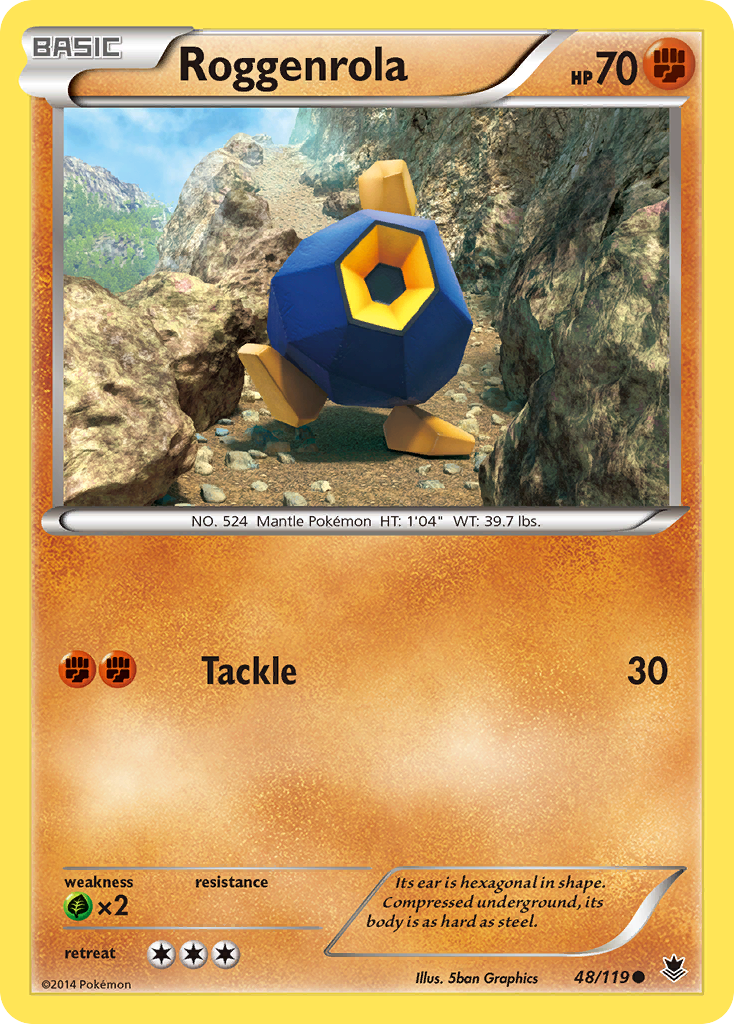 BASIC
Roggenrola
HP 70
NO. 524 Mantle Pokémon HT: 1'04" WT: 39.7 lbs.
Tackle 30
weakness resistance
×2
Its ear is hexagonal in shape.
Compressed underground, its
body is as hard as steel.
retreat
©2014 Pokémon
Illus. 5ban Graphics
48/119